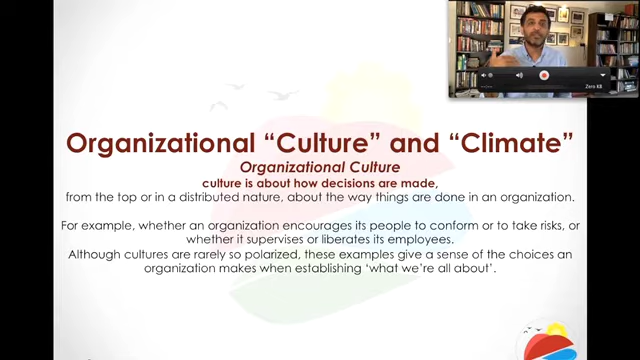 Organizational “Culture” and “Climate”
Organizational Culture
culture is about how decisions are made,
from the top or in a distributed nature, about the way things are done in an organization.
For example, whether an organization encourages its people to conform or to take risks, or
whether it supervises or liberates its employees.
Although cultures are rarely so polarized, these examples give a sense of the choices an
organization makes when establishing ‘what we’re all about’.